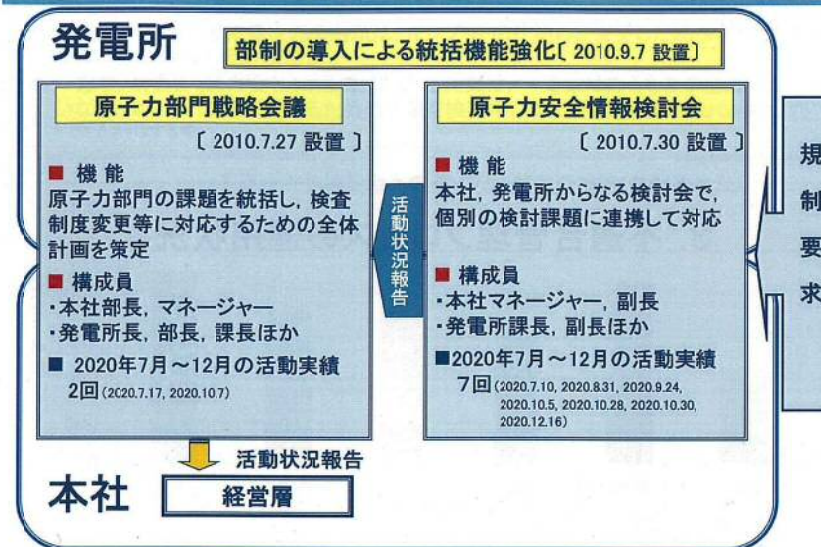 発電所
部制の導入による統括機能強化〔 2010.9.7 設置〕
原子力部門戦略会議
〔 2010.7.27 設置 〕
■ 機 能
原子力部門の課題を統括し, 検査
制度変更等に対応するための全体
計画を策定
■ 構成員
・本社部長, マネージャー
・発電所長, 部長, 課長ほか
■ 2020年7月～12月の活動実績
2回(2020.7.17, 2020.10.7)
活動状況報告
原子力安全情報検討会
〔 2010.7.30 設置 〕
■ 機 能
本社, 発電所からなる検討会で,
個別の検討課題に連携して対応
■ 構成員
・本社マネージャー, 副長
・発電所課長, 副長ほか
■2020年7月～12月の活動実績
7回(2020.7.10, 2020.8.31, 2020.9.24,
2020.10.5, 2020.10.28, 2020.10.30,
2020.12.16)
規制要求
活動状況報告
本社
経営層